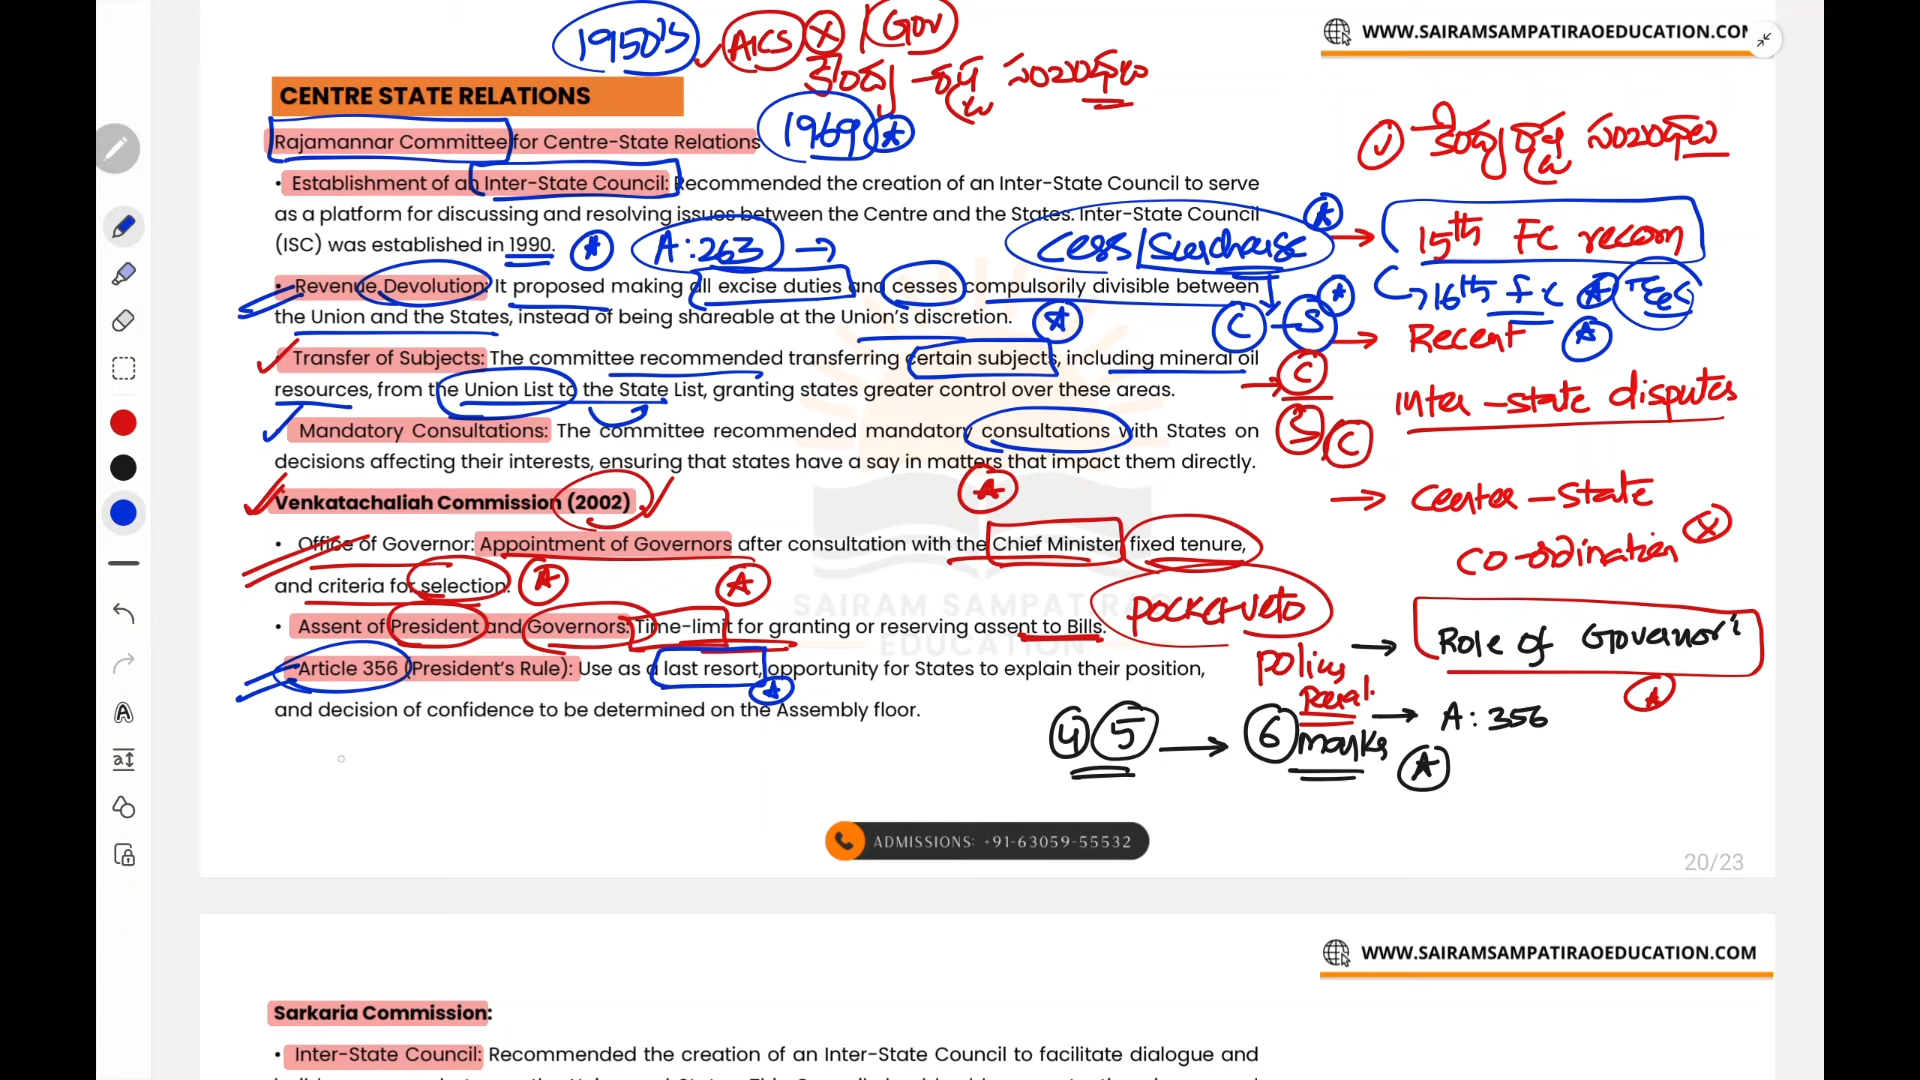 1950's
AICS X / Gov
కేంద్ర - రాష్ట్ర సంబంధాలు
WWW.SAIRAMSAMPATIRAOEDUCATION.CO
CENTRE STATE RELATIONS
Rajamannar Committee for Centre-State Relations 1969
కేంద్ర రాష్ట్ర సంబంధాలు
• Establishment of an Inter-State Council: Recommended the creation of an Inter-State Council to serve
as a platform for discussing and resolving issues between the Centre and the States. Inter-State Council
(ISC) was established in 1990. A:263 →
cess/Surcharge
→ 15th FC recom
• Revenue Devolution: It proposed making all excise duties and cesses compulsorily divisible between
the Union and the States, instead of being shareable at the Union's discretion.
C - S
→ 16th FC
→ Recent
• Transfer of Subjects: The committee recommended transferring certain subjects, including mineral oil
resources, from the Union List to the State List, granting states greater control over these areas.
→ C
S C
Inter-state disputes
• Mandatory Consultations: The committee recommended mandatory consultations with States on
decisions affecting their interests, ensuring that states have a say in matters that impact them directly.
→ Center-State
co-ordination X
Venkatachaliah Commission (2002)
• Office of Governor: Appointment of Governors after consultation with the Chief Minister, fixed tenure,
and criteria for selection.
• Assent of President and Governors: Time-limit for granting or reserving assent to Bills.
pocket veto
→ Role of Governor's
• Article 356 (President's Rule): Use as a last resort, opportunity for States to explain their position,
and decision of confidence to be determined on the Assembly floor.
→ A:356
4 5 → 6 marks
SAIRAM SAMPATIRAO
EDUCATION
ADMISSIONS: +91-63059-55532
20/23
WWW.SAIRAMSAMPATIRAOEDUCATION.COM
Sarkaria Commission:
• Inter-State Council: Recommended the creation of an Inter-State Council to facilitate dialogue and